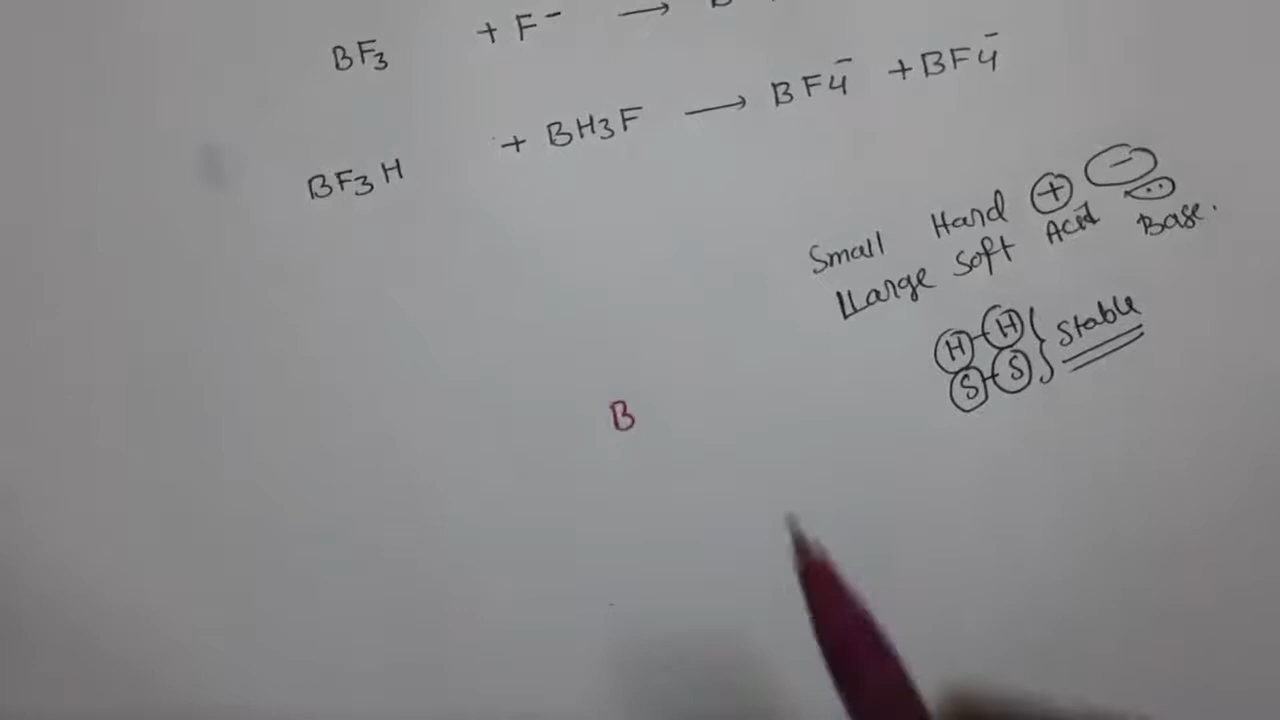 BF3 + F⁻ →
BF3H + BH3F → BF4⁻ + BF4⁻
Small Hard + −
Large Soft Acid Base.
H-H } Stable
S-S
B